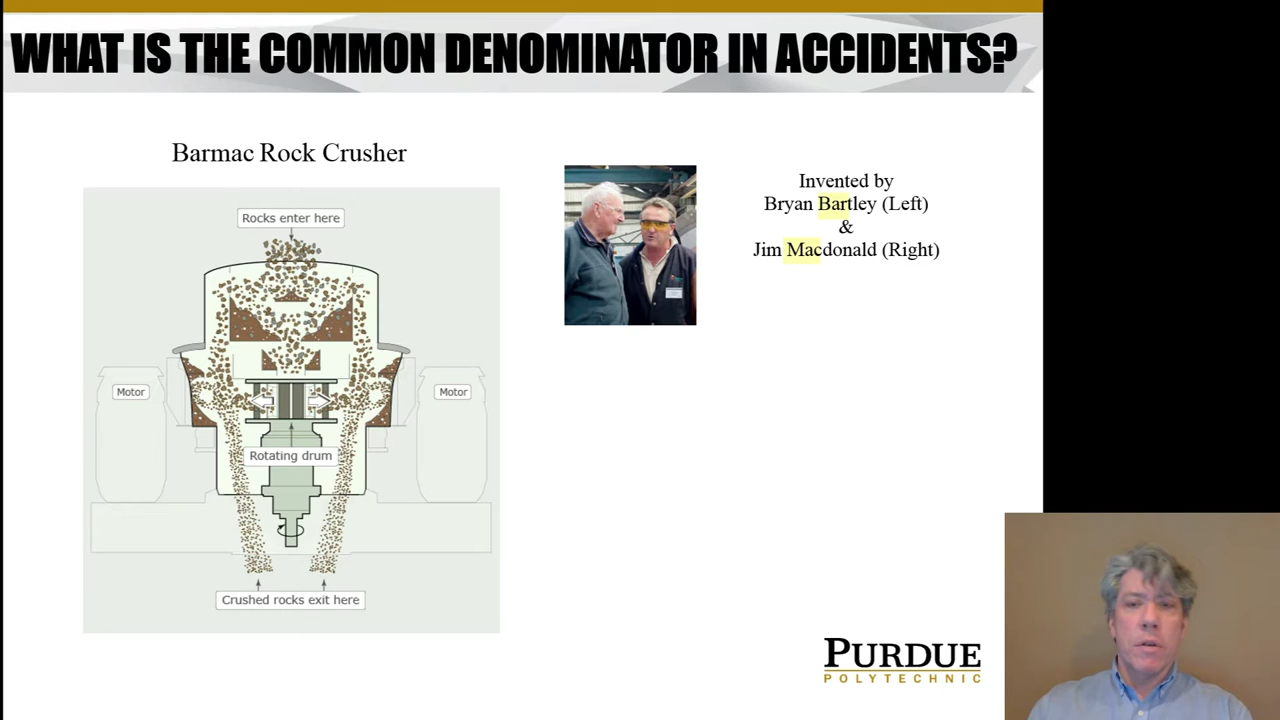 WHAT IS THE COMMON DENOMINATOR IN ACCIDENTS?
Barmac Rock Crusher
Rocks enter here
Motor
Motor
Rotating drum
Crushed rocks exit here
Invented by
Bryan Bartley (Left)
&
Jim Macdonald (Right)
PURDUE
POLYTECHNIC